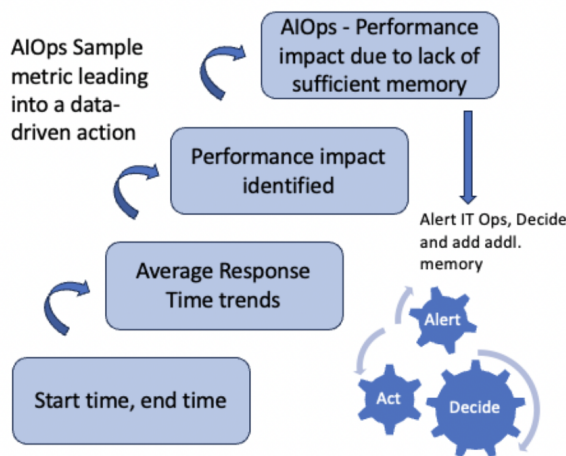 AIOps Sample
metric leading
into a data-
driven action
AIOps - Performance
impact due to lack of
sufficient memory
Performance impact
identified
Average Response
Time trends
Start time, end time
Alert IT Ops, Decide
and add addl.
memory
Alert
Act
Decide